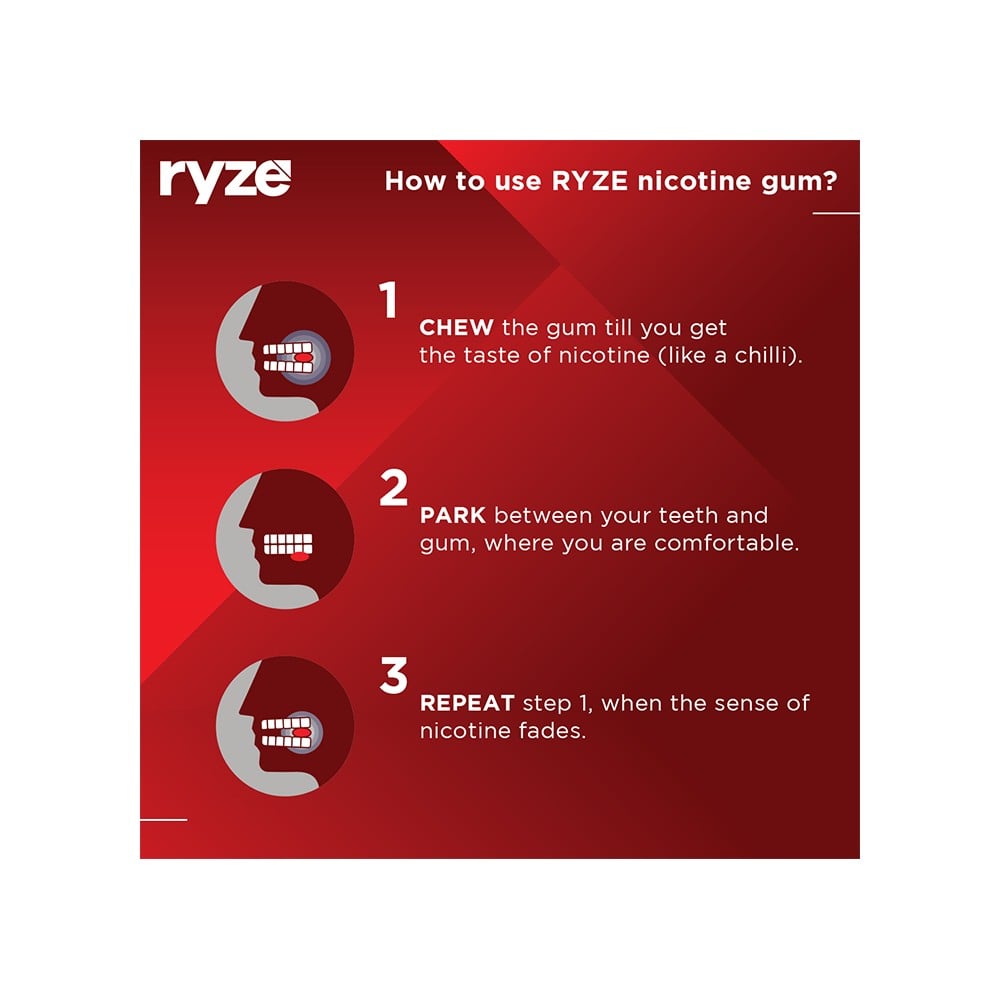 ryze
How to use RYZE nicotine gum?
1
CHEW the gum till you get
the taste of nicotine (like a chilli).
2
PARK between your teeth and
gum, where you are comfortable.
3
REPEAT step 1, when the sense of
nicotine fades.